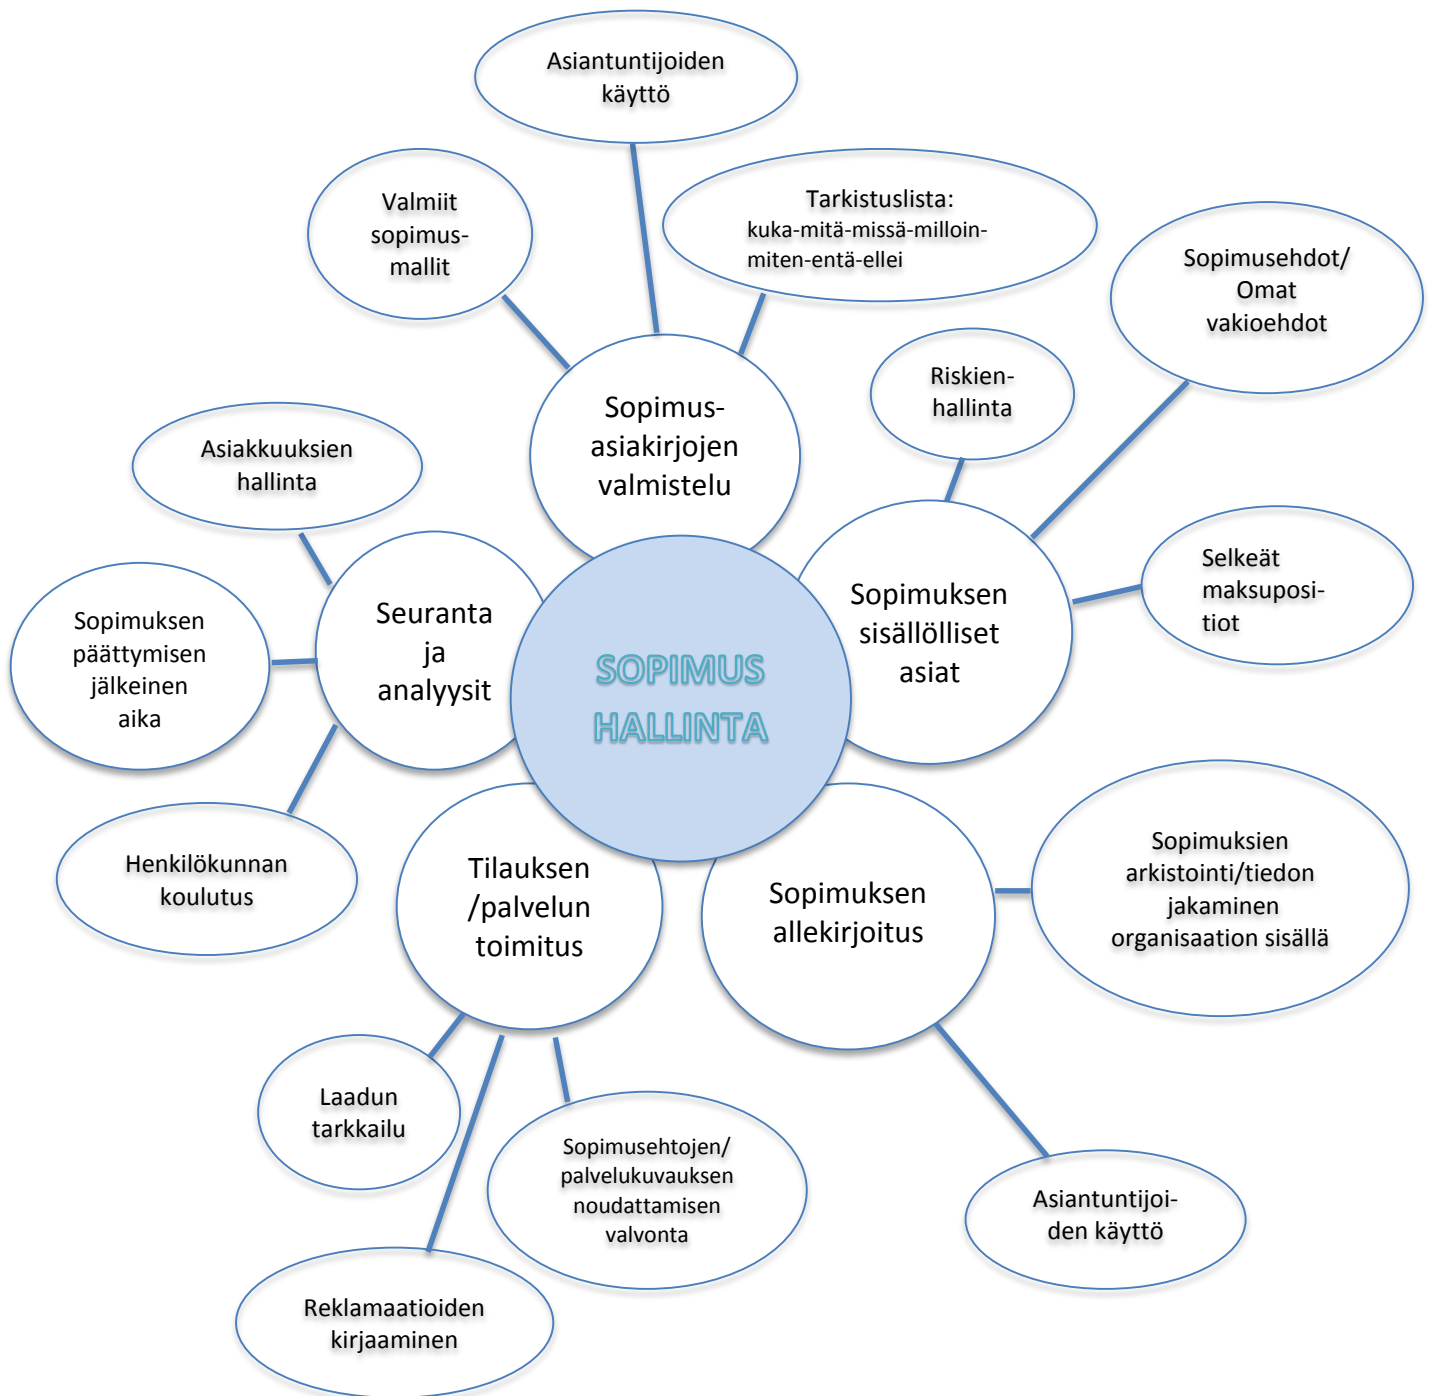 Asiantuntijoiden
käyttö
Valmiit
sopimus-
mallit
Tarkistuslista:
kuka-mitä-missä-milloin-
miten-entä-ellei
Sopimusehdot/
Omat
vakioehdot
Riskien-
hallinta
Sopimus-
asiakirjojen
valmistelu
Asiakkuuksien
hallinta
Selkeät
maksuposi-
tiot
Sopimuksen
sisällölliset
asiat
Seuranta
ja
analyysit
Sopimuksen
päättymisen
jälkeinen
aika
SOPIMUS
HALLINTA
Henkilökunnan
koulutus
Tilauksen
/palvelun
toimitus
Sopimuksen
allekirjoitus
Sopimuksien
arkistointi/tiedon
jakaminen
organisaation sisällä
Laadun
tarkkailu
Sopimusehtojen/
palvelukuvauksen
noudattamisen
valvonta
Asiantuntijoi-
den käyttö
Reklamaatioiden
kirjaaminen